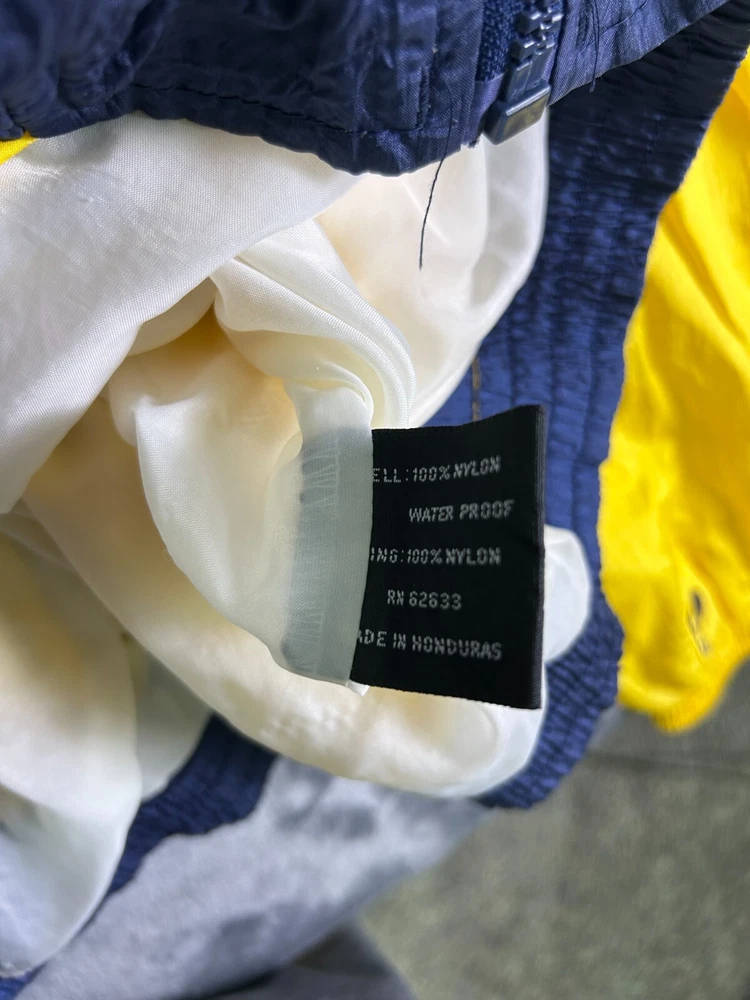 ELL:100% NYLON
WATER PROOF
ING:100% NYLON
RN 62633
ADE IN HONDURAS